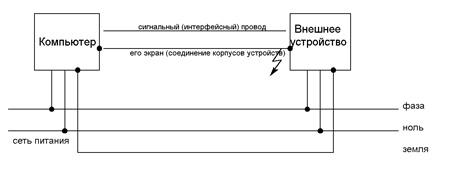 сигнальный (интерфейсный) провод
Компьютер
Внешнее
устройство
его экран (соединение корпусов устройств)
фаза
ноль
сеть питания
земля